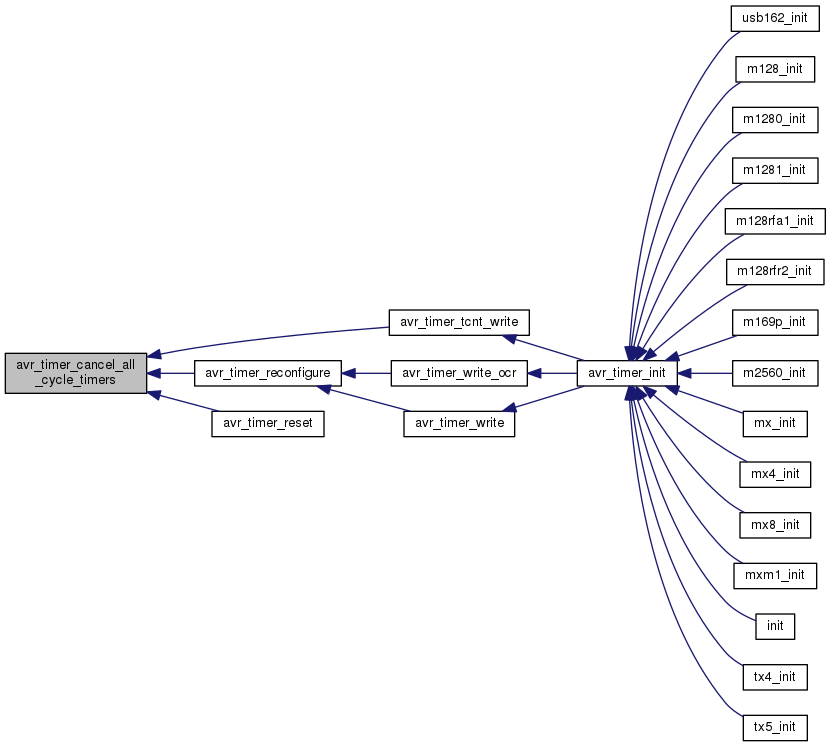 usb162_init
m128_init
m1280_init
m1281_init
m128rfa1_init
m128rfr2_init
m169p_init
m2560_init
mx_init
mx4_init
mx8_init
mxm1_init
init
tx4_init
tx5_init
avr_timer_init
avr_timer_tcnt_write
avr_timer_write_ocr
avr_timer_write
avr_timer_reconfigure
avr_timer_reset
avr_timer_cancel_all
_cycle_timers